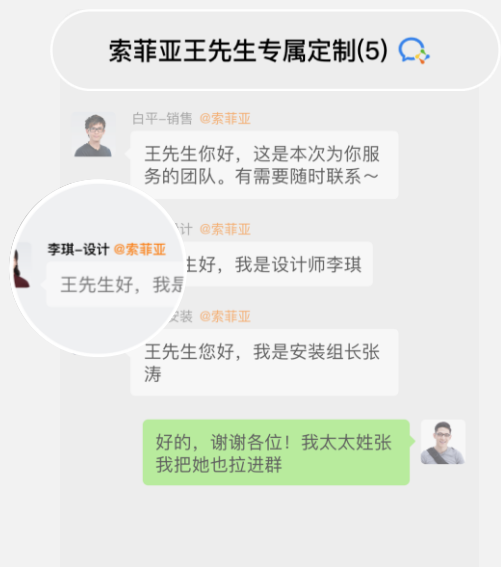 索菲亚王先生专属定制(5)
白平-销售 @索菲亚
王先生你好，这是本次为你服
务的团队。有需要随时联系～
李琪-设计 @索菲亚
王先生好，我是
设计 @索菲亚
生好，我是设计师李琪
安装 @索菲亚
王先生您好，我是安装组长张
涛
好的，谢谢各位！我太太姓张
我把她也拉进群